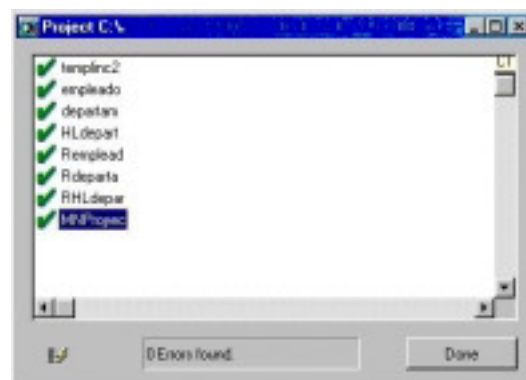 Project C:\
templinc2
empleado
departam
HLdepart
Remplead
Rdeparta
RHLdepar
MNProjec
0 Errors found.
Done